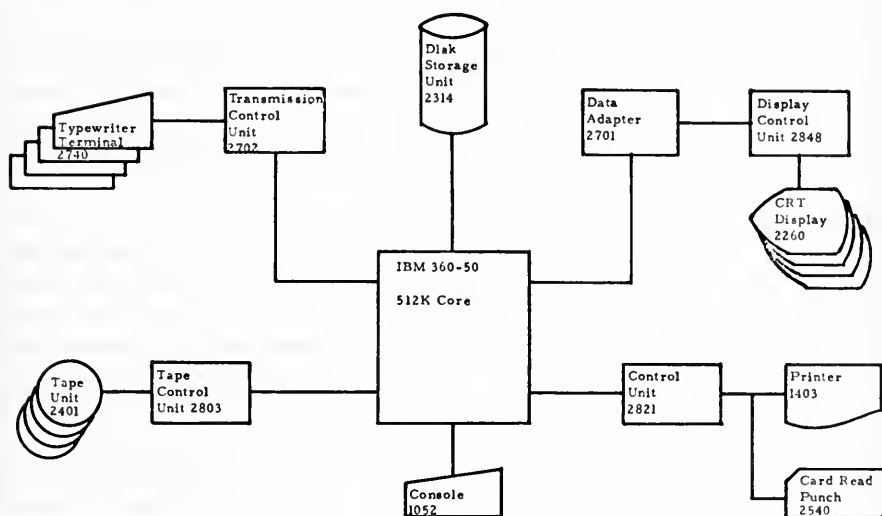 Disk
Storage
Unit
2314
Transmission
Control
Unit
2702
Typewriter
Terminal
2740
Data
Adapter
2701
Display
Control
Unit 2848
CRT
Display
2260
IBM 360-50
512K Core
Tape
Unit
2401
Tape
Control
Unit 2803
Control
Unit
2821
Printer
1403
Console
1052
Card Read
Punch
2540